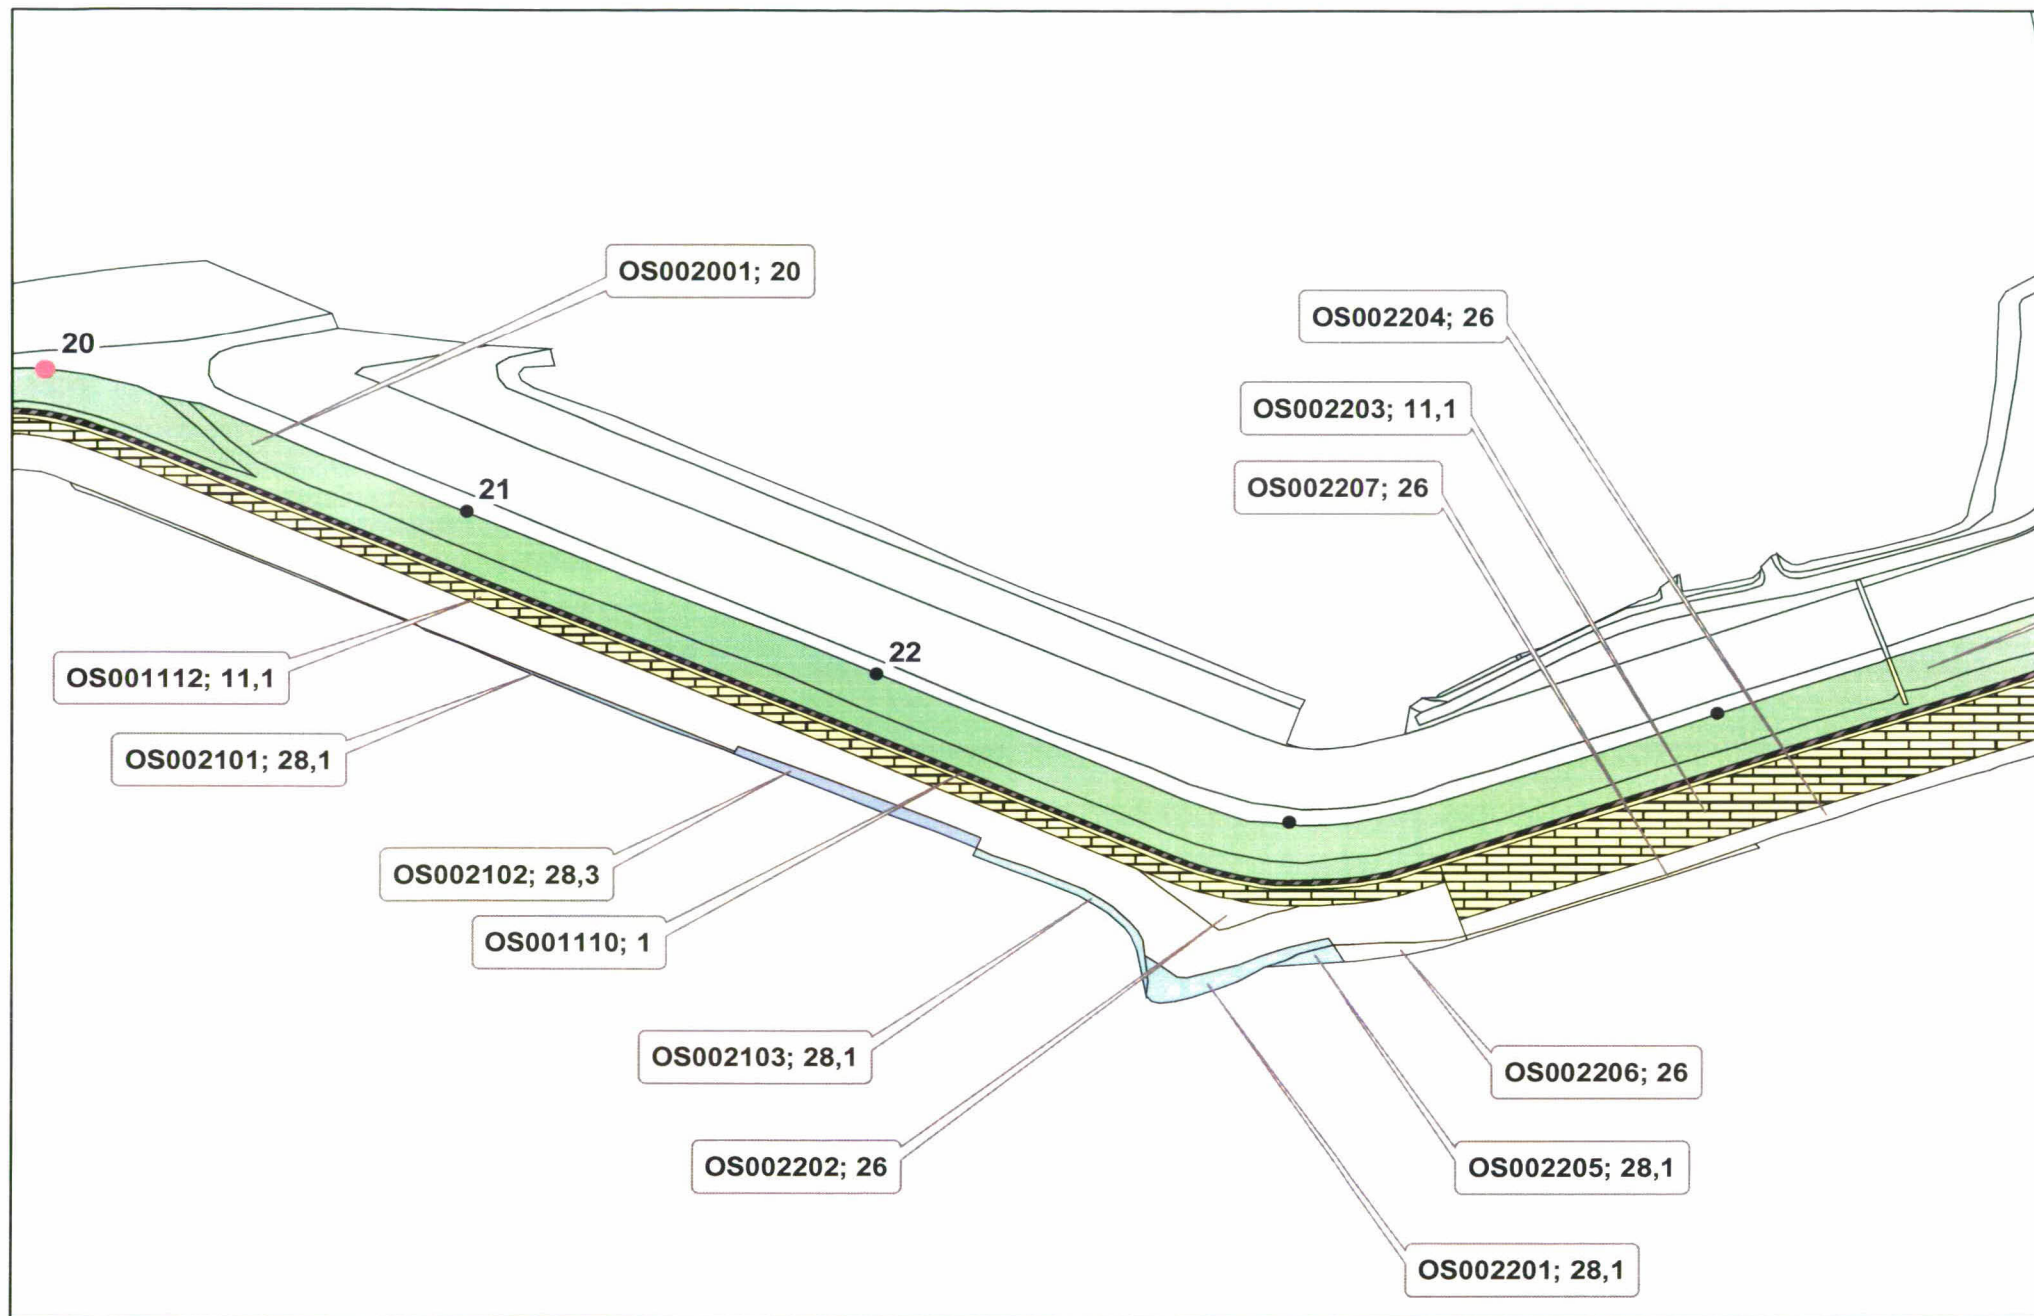 OS002001; 20
OS002204; 26
20
OS002203; 11,1
OS002207; 26
21
22
OS001112; 11,1
OS002101; 28,1
OS002102; 28,3
OS001110; 1
OS002103; 28,1
OS002206; 26
OS002202; 26
OS002205; 28,1
OS002201; 28,1